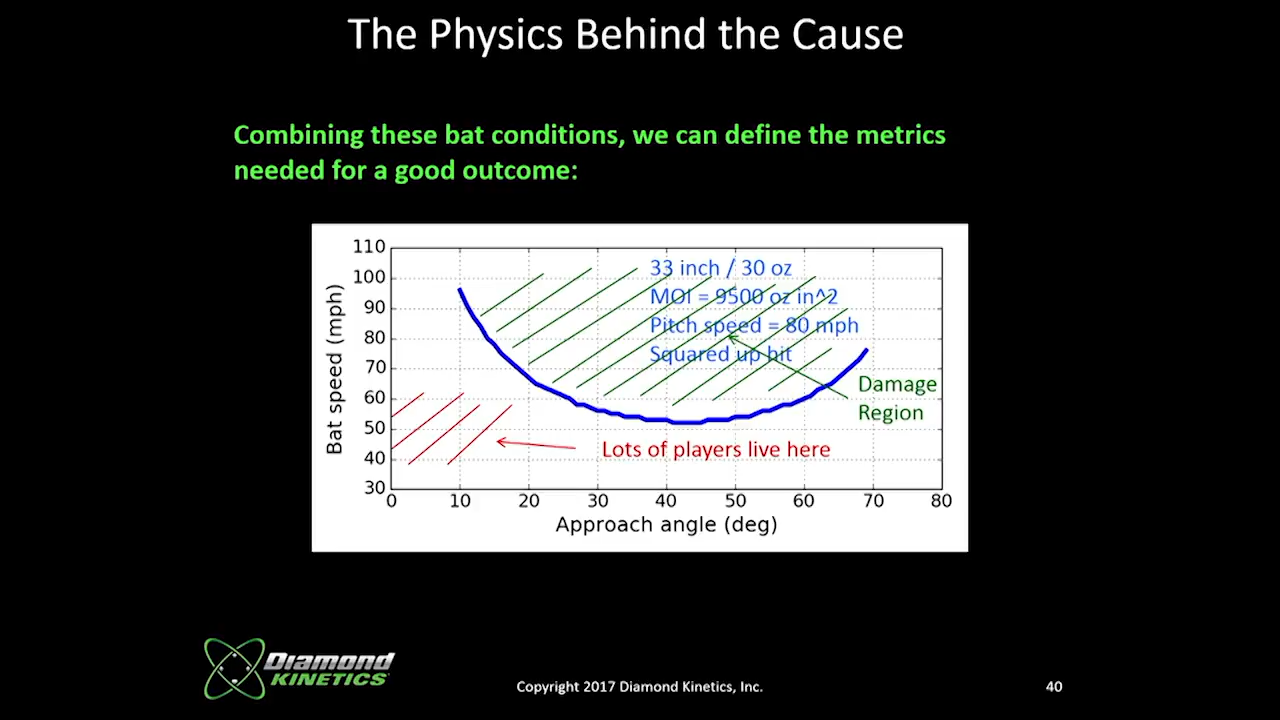 The Physics Behind the Cause
Combining these bat conditions, we can define the metrics
needed for a good outcome:
110
100
90
80
70
60
50
40
30
Bat speed (mph)
33 inch / 30 oz
MOI = 9500 oz in^2
Pitch speed = 80 mph
Squared up hit
Damage
Region
Lots of players live here
0 10 20 30 40 50 60 70 80
Approach angle (deg)
Diamond
KINETICS
Copyright 2017 Diamond Kinetics, Inc.
40